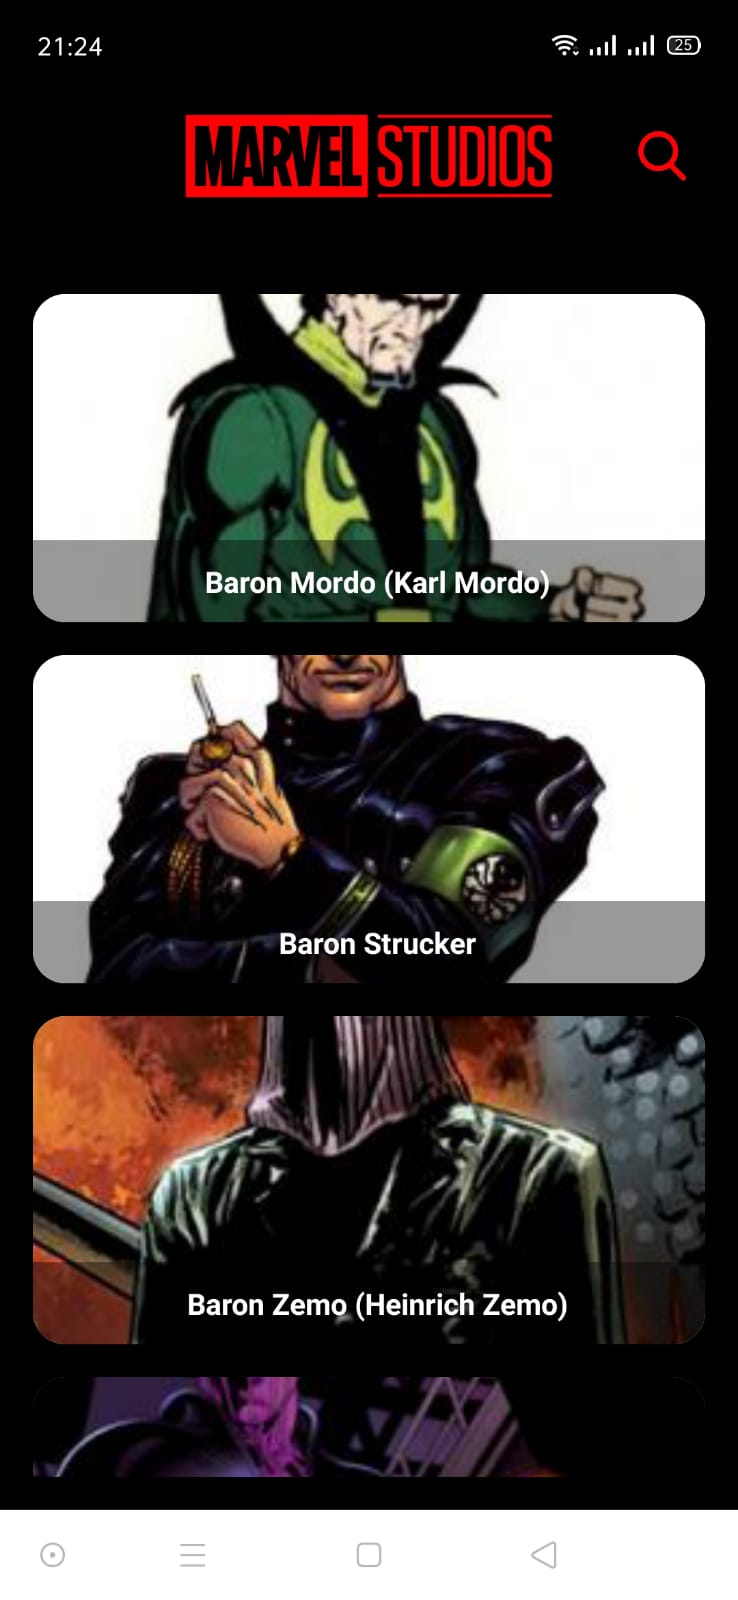 21:24
25
MARVEL STUDIOS
Baron Mordo (Karl Mordo)
Baron Strucker
Baron Zemo (Heinrich Zemo)